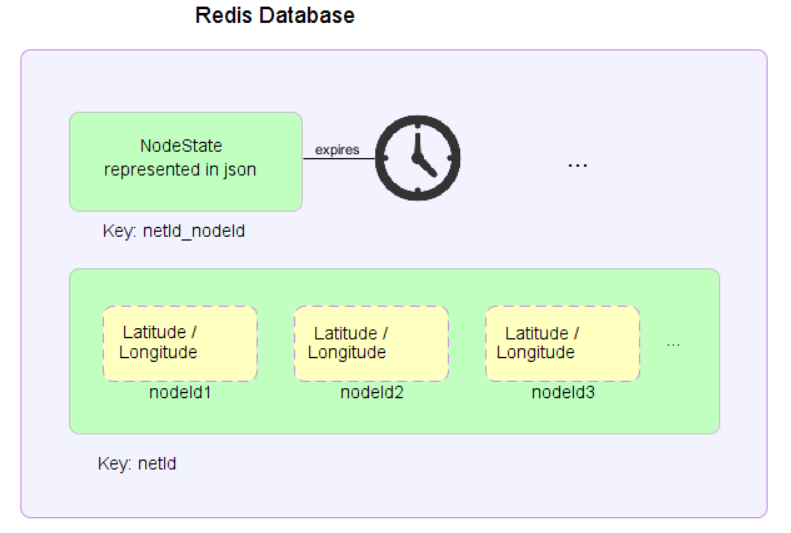 Redis Database
NodeState
represented in json
expires
...
Key: netId_nodeId
Latitude /
Longitude
nodeId1
Latitude /
Longitude
nodeId2
Latitude /
Longitude
nodeId3
...
Key: netId